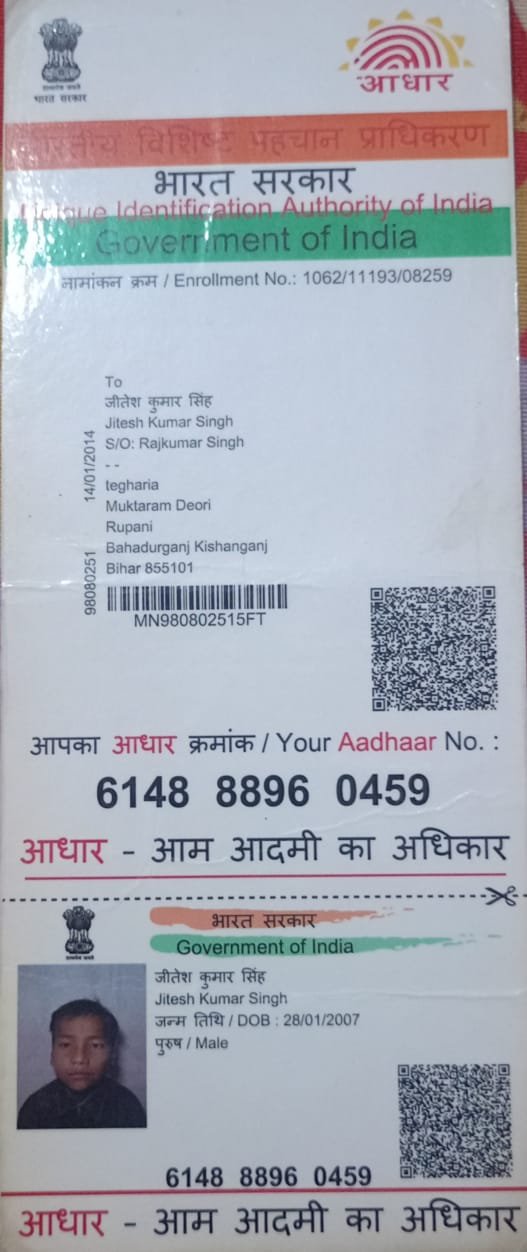 सत्यमेव जयते
भारत सरकार
आधार
भारतीय विशिष्ट पहचान प्राधिकरण
भारत सरकार
Unique Identification Authority of India
Government of India
नामांकन क्रम / Enrollment No.: 1062/11193/08259
To
जीतेश कुमार सिंह
Jitesh Kumar Singh
S/O: Rajkumar Singh
- -
tegharia
Muktaram Deori
Rupani
Bahadurganj Kishanganj
Bihar 855101
98080251 14/01/2014
MN980802515FT
आपका आधार क्रमांक / Your Aadhaar No. :
6148 8896 0459
आधार - आम आदमी का अधिकार
भारत सरकार
Government of India
जीतेश कुमार सिंह
Jitesh Kumar Singh
जन्म तिथि / DOB : 28/01/2007
पुरुष / Male
6148 8896 0459
आधार - आम आदमी का अधिकार